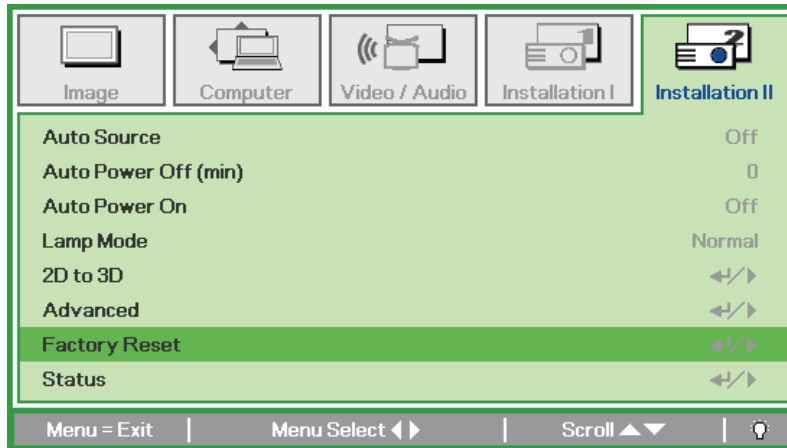 Image Computer Video / Audio Installation I Installation II
Auto Source Off
Auto Power Off (min) 0
Auto Power On Off
Lamp Mode Normal
2D to 3D
Advanced
Factory Reset
Status
Menu = Exit Menu Select Scroll